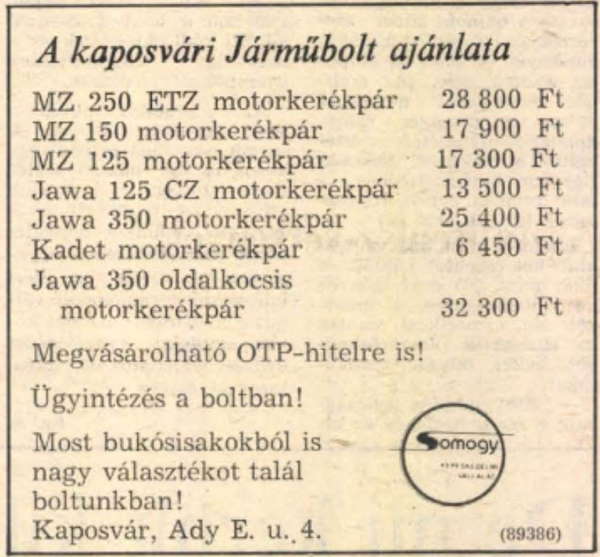 A kaposvári Járműbolt ajánlata
MZ 250 ETZ motorkerékpár 28 800 Ft
MZ 150 motorkerékpár 17 900 Ft
MZ 125 motorkerékpár 17 300 Ft
Jawa 125 CZ motorkerékpár 13 500 Ft
Jawa 350 motorkerékpár 25 400 Ft
Kadet motorkerékpár 6 450 Ft
Jawa 350 oldalkocsis
motorkerékpár 32 300 Ft
Megvásárolható OTP-hitelre is!
Ügyintézés a boltban!
Most bukósisakokból is
nagy választékot talál
boltunkban!
Kaposvár, Ady E. u. 4.
Somogy
(89386)